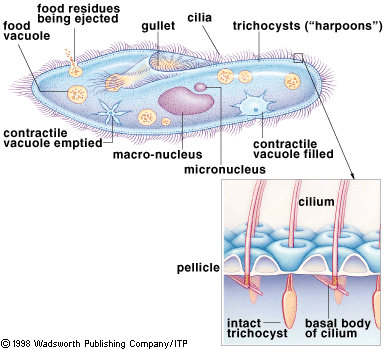 food residues
being ejected
food
vacuole
gullet
cilia
trichocysts (“harpoons”)
contractile
vacuole emptied
macro-nucleus
micronucleus
contractile
vacuole filled
cilium
pellicle
intact
trichocyst
basal body
of cilium
© 1998 Wadsworth Publishing Company/ITP